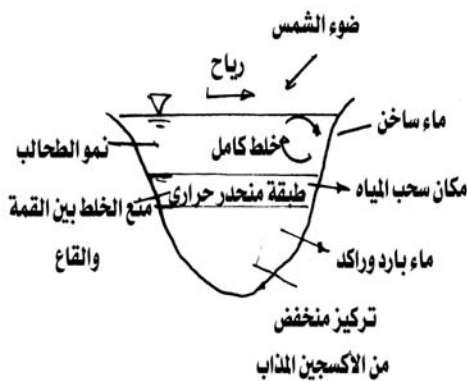 ضوء الشمس
رياح
ماء ساخن
خلط كامل
نمو الطحالب
مكان سحب المياه
طبقة منحدر حراري
منع الخلط بين القمة
والقاع
ماء بارد وراكد
تركيز منخفض
من الأكسجين المذاب